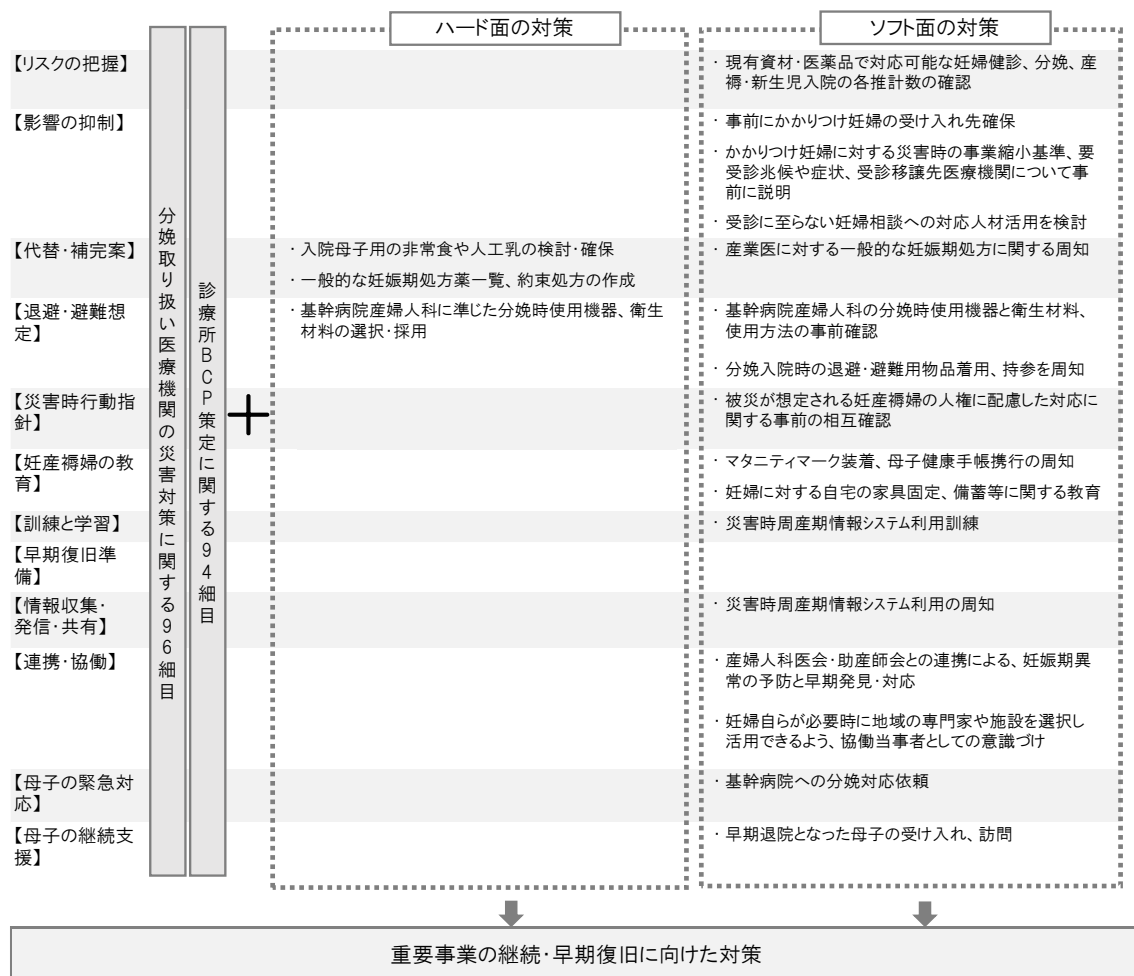 ハード面の対策
ソフト面の対策
【リスクの把握】
・現有資材・医薬品で対応可能な妊婦健診、分娩、産
褥・新生児入院の各推計数の確認
【影響の抑制】
・事前にかかりつけ妊婦の受け入れ先確保
・かかりつけ妊婦に対する災害時の事業縮小基準、要
受診兆候や症状、受診移譲先医療機関について事
前に説明
・受診に至らない妊婦相談への対応人材活用を検討
分娩取り扱い医療機関の災害対策に関する96細目
診療所BCP策定に関する94細目
+
【代替・補完案】
・入院母子用の非常食や人工乳の検討・確保
・一般的な妊娠期処方薬一覧、約束処方の作成
・産業医に対する一般的な妊娠期処方に関する周知
【退避・避難想
定】
・基幹病院産婦人科に準じた分娩時使用機器、衛生
材料の選択・採用
・基幹病院産婦人科の分娩時使用機器と衛生材料、
使用方法の事前確認
・分娩入院時の退避・避難用物品着用、持参を周知
【災害時行動指
針】
・被災が想定される妊産褥婦の人権に配慮した対応に
関する事前の相互確認
【妊産褥婦の教
育】
・マタニティマーク装着、母子健康手帳携行の周知
・妊婦に対する自宅の家具固定、備蓄等に関する教育
【訓練と学習】
・災害時周産期情報システム利用訓練
【早期復旧準
備】
【情報収集・
発信・共有】
・災害時周産期情報システム利用の周知
【連携・協働】
・産婦人科医会・助産師会との連携による、妊娠期異
常の予防と早期発見・対応
・妊婦自らが必要時に地域の専門家や施設を選択し
活用できるよう、協働当事者としての意識づけ
【母子の緊急対
応】
・基幹病院への分娩対応依頼
【母子の継続支
援】
・早期退院となった母子の受け入れ、訪問
重要事業の継続・早期復旧に向けた対策